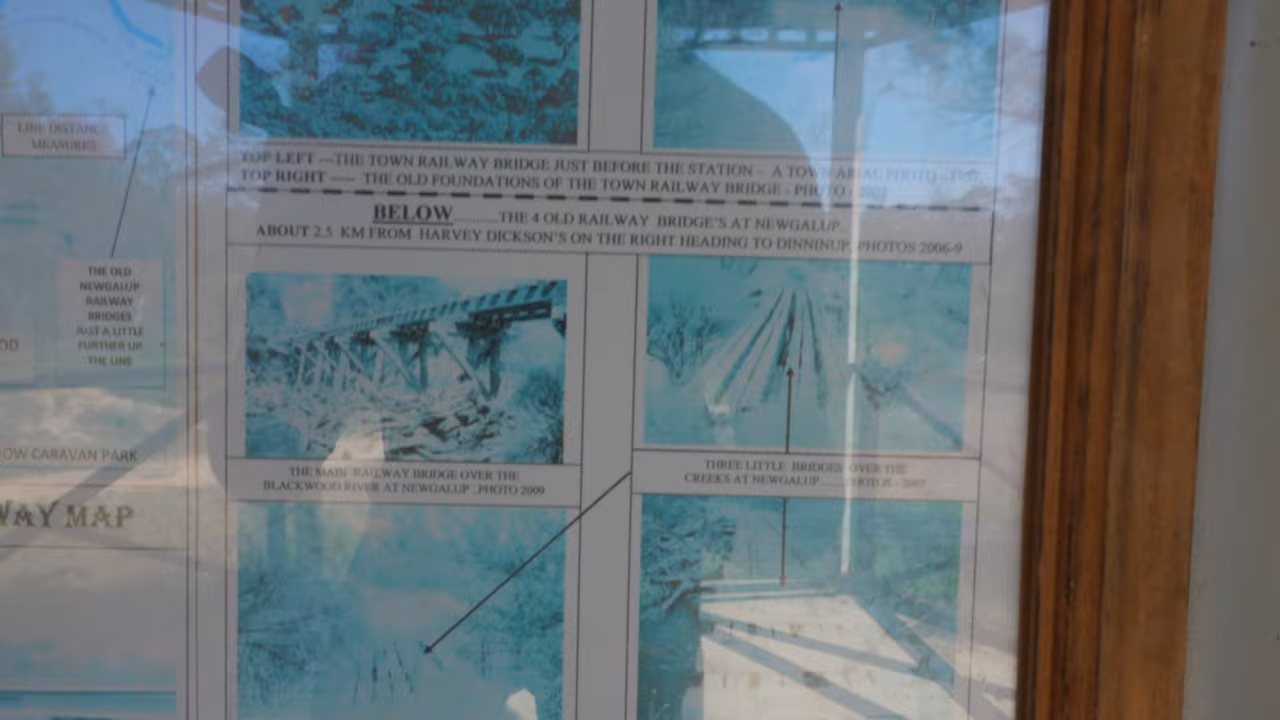 LINE DISTANCE
MEASURES
THE OLD
NEWGALUP
RAILWAY
BRIDGES
JUST A LITTLE
FURTHER UP
THE LINE
OD
OW CARAVAN PARK
WAY MAP
TOP LEFT —THE TOWN RAILWAY BRIDGE JUST BEFORE THE STATION - A TOWN ARIAL PHOTO -
TOP RIGHT —— THE OLD FOUNDATIONS OF THE TOWN RAILWAY BRIDGE - PHOTO -
BELOW..........THE 4 OLD RAILWAY BRIDGE'S AT NEWGALUP..
ABOUT 2.5 KM FROM HARVEY DICKSON'S ON THE RIGHT HEADING TO DINNINUP. PHOTOS 2006-9
THE MAIN RAILWAY BRIDGE OVER THE
BLACKWOOD RIVER AT NEWGALUP ..PHOTO 2009
THREE LITTLE BRIDGES OVER THE
CREEKS AT NEWGALUP..........PHOTOS - 2007